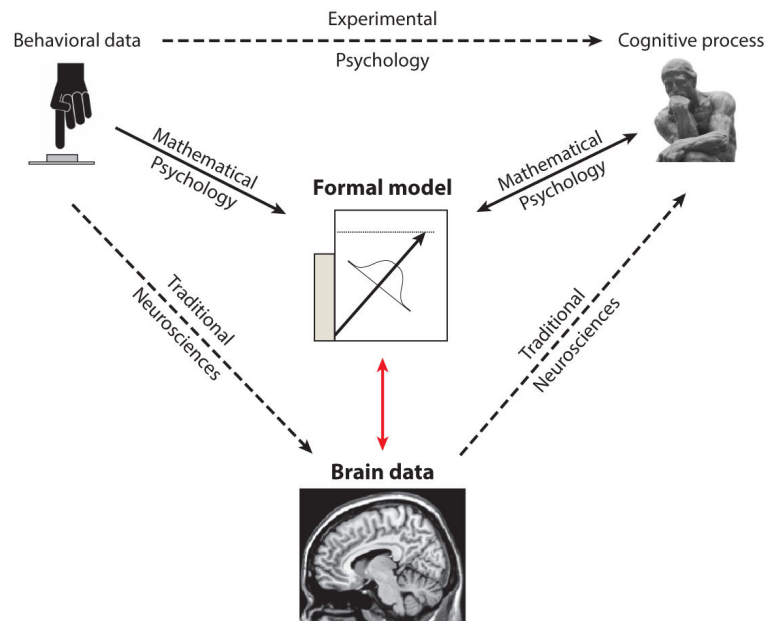 Experimental
Behavioral data
Cognitive process
Psychology
Mathematical
Psychology
Formal model
Mathematical
Psychology
Traditional
Neurosciences
Traditional
Neurosciences
Brain data